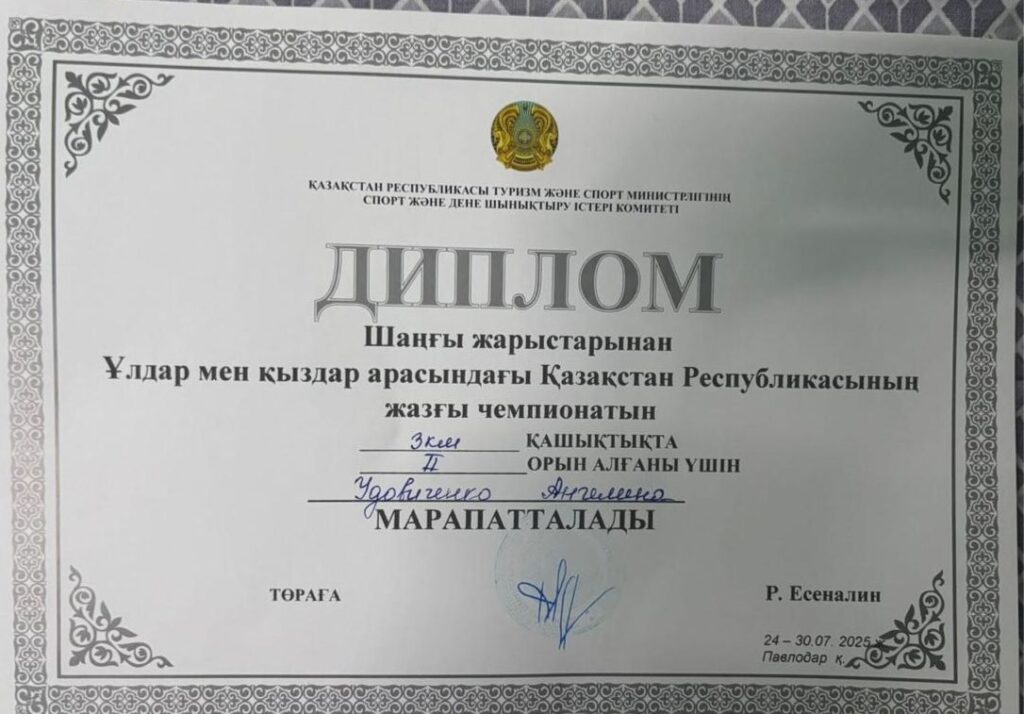 ҚАЗАҚСТАН РЕСПУБЛИКАСЫ ТУРИЗМ ЖӘНЕ СПОРТ МИНИСТРЛІГІНІҢ
СПОРТ ЖӘНЕ ДЕНЕ ШЫНЫҚТЫРУ ІСТЕРІ КОМИТЕТІ
ДИПЛОМ
Шаңғы жарыстарынан
Ұлдар мен қыздар арасындағы Қазақстан Республикасының
жазғы чемпионатын
3км ҚАШЫҚТЫҚТА
II ОРЫН АЛҒАНЫ ҮШІН
Удовиченко Ангелина
МАРАПАТТАЛАДЫ
ТӨРАҒА Р. Есеналин
24 – 30.07. 2025
Павлодар қ.